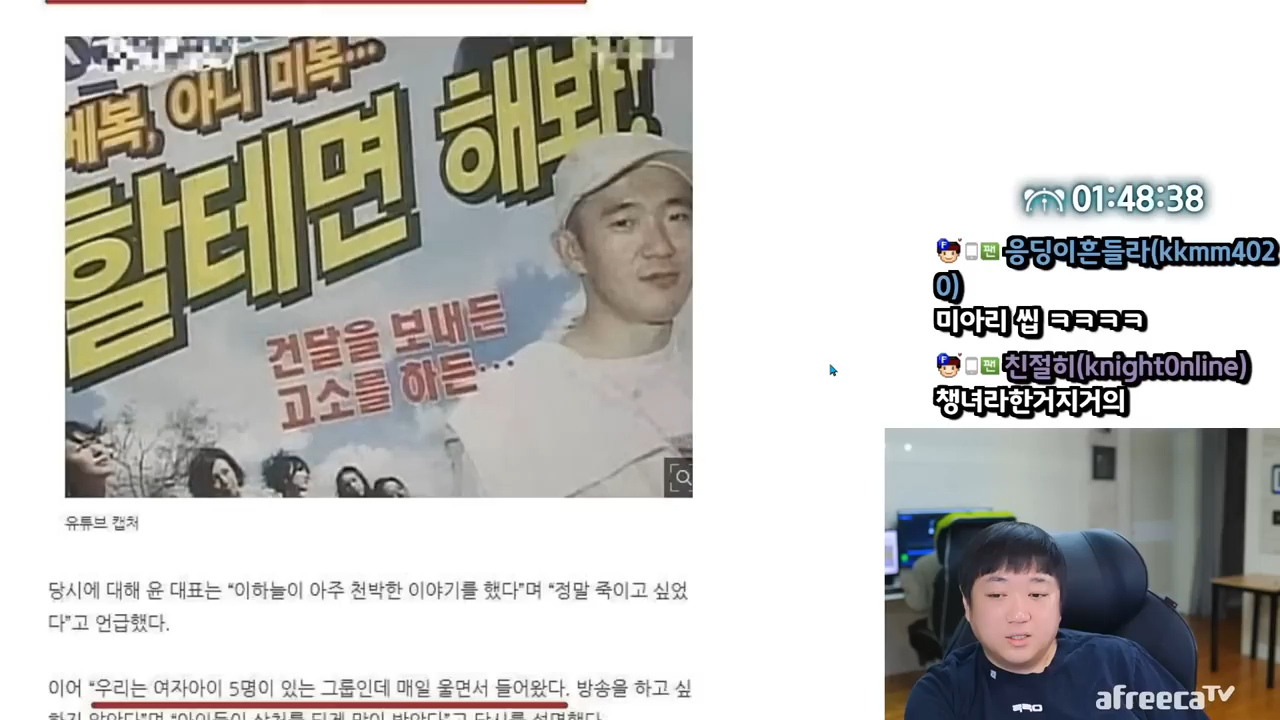 베복, 아니 미복...
할테면 해봐!
건달을 보내든
고소를 하든...
유튜브 캡처
당시에 대해 윤 대표는 “이하늘이 아주 천박한 이야기를 했다”며 “정말 죽이고 싶었
다”고 언급했다.
이어 “우리는 여자아이 5명이 있는 그룹인데 매일 울면서 들어왔다. 방송을 하고 싶
01:48:38
F 팬 응딩이흔들라(kkmm402
0)
미아리 씹 ㅋㅋㅋㅋ
F 팬 친절히(knight0nline)
챙녀라한거지거의
afreecaTV